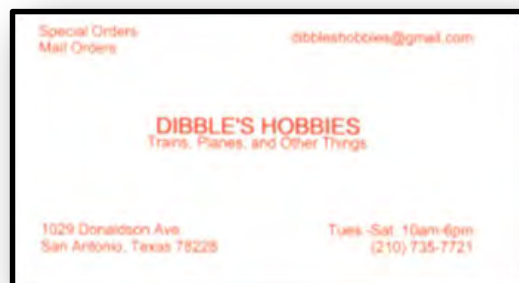 Special Orders
Mail Orders
dibbleshobbies@gmail.com
DIBBLE'S HOBBIES
Trains, Planes, and Other Things
1029 Donaldson Ave
San Antonio, Texas 78228
Tues -Sat 10am-6pm
(210) 735-7721